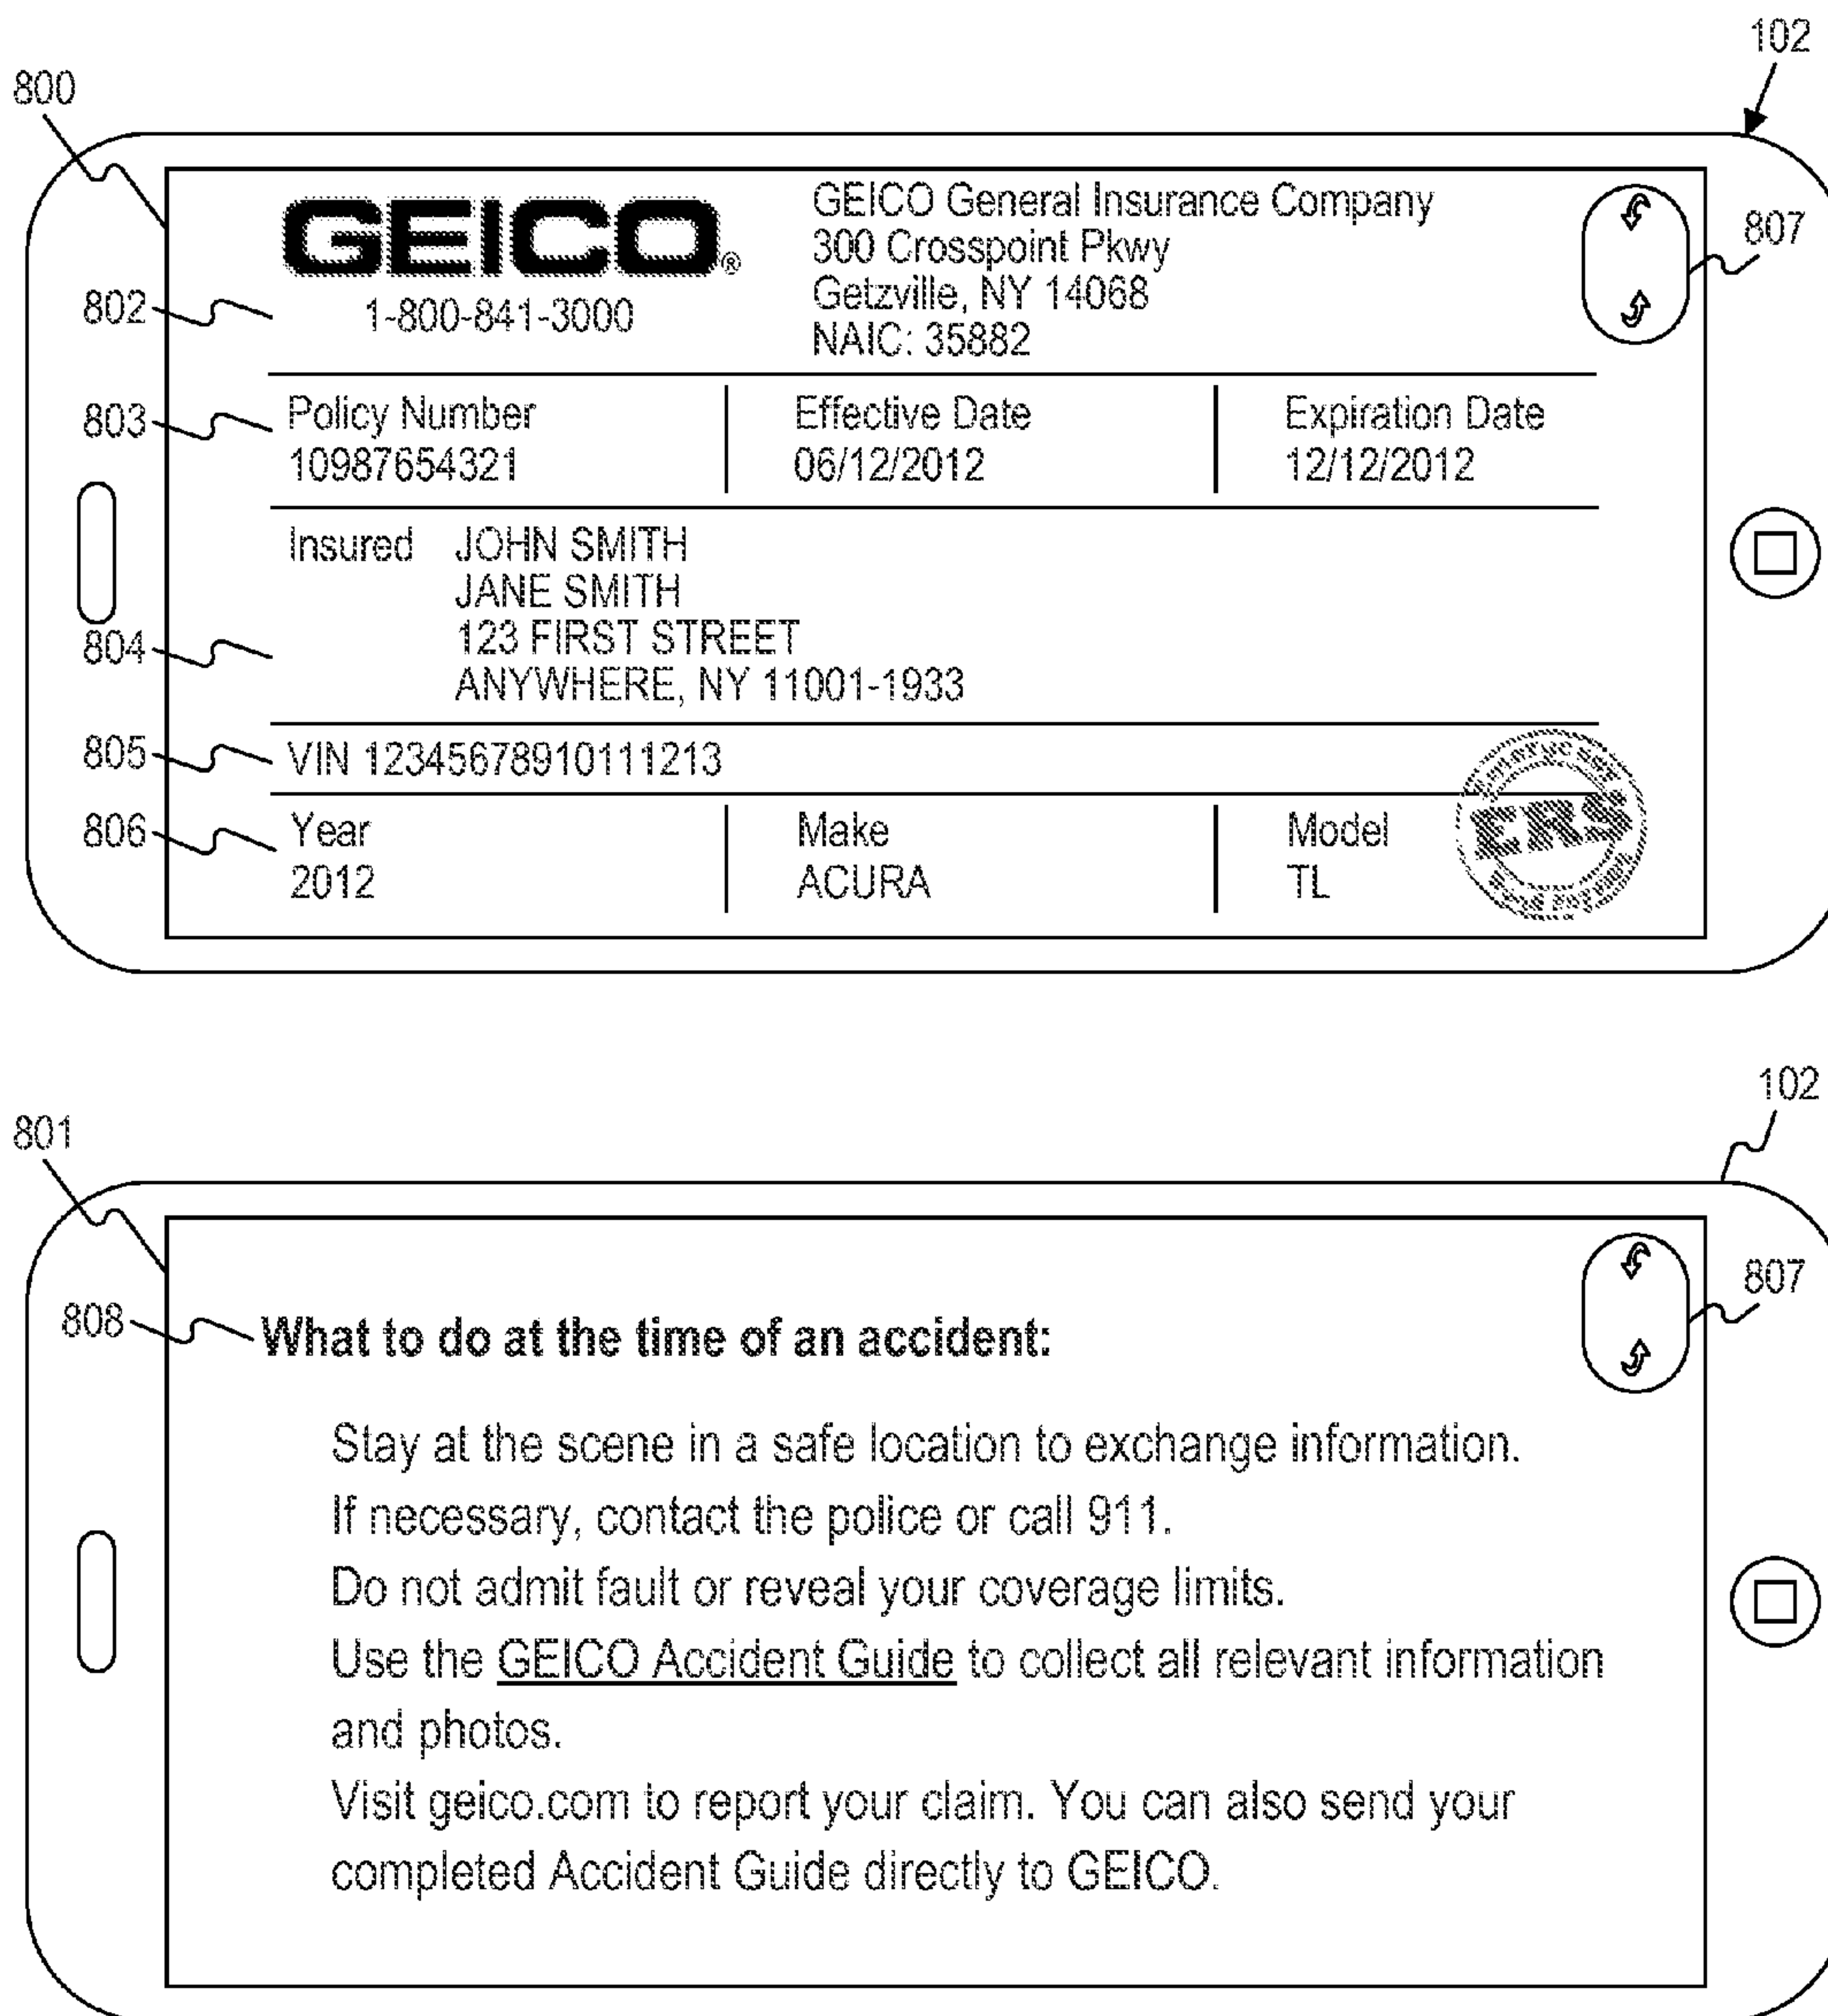 102
800
GEICO®
1-800-841-3000
GEICO General Insurance Company
300 Crosspoint Pkwy
Getzville, NY 14068
NAIC: 35882
807
802
803
Policy Number
10987654321
Effective Date
06/12/2012
Expiration Date
12/12/2012
Insured JOHN SMITH
JANE SMITH
123 FIRST STREET
ANYWHERE, NY 11001-1933
804
805
VIN 12345678910111213
806
Year
2012
Make
ACURA
Model
TL
ERS
102
801
807
808
What to do at the time of an accident:
Stay at the scene in a safe location to exchange information.
If necessary, contact the police or call 911.
Do not admit fault or reveal your coverage limits.
Use the GEICO Accident Guide to collect all relevant information
and photos.
Visit geico.com to report your claim. You can also send your
completed Accident Guide directly to GEICO.